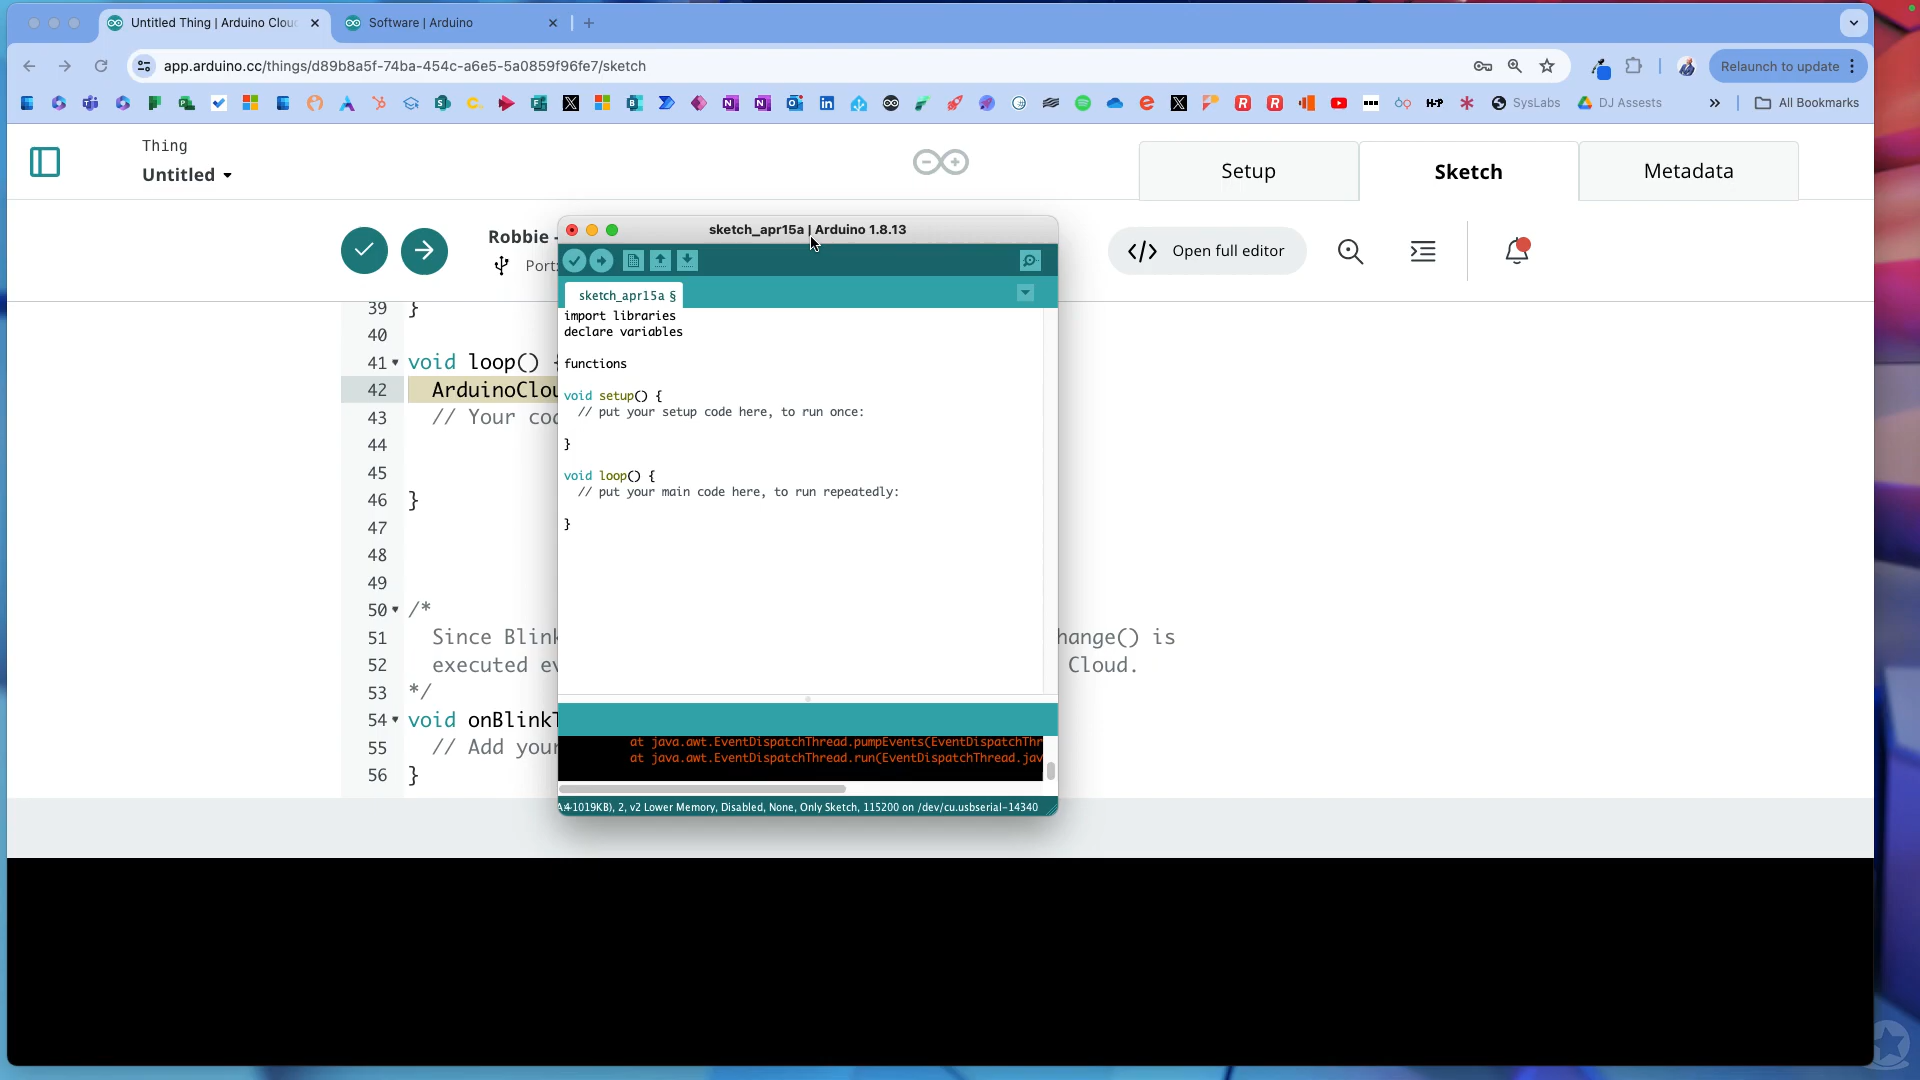 Untitled Thing | Arduino Clou
Software | Arduino
app.arduino.cc/things/d89b8a5f-74ba-454c-a6e5-5a0859f96fe7/sketch
Relaunch to update
SysLabs
DJ Assests
All Bookmarks
Thing
Untitled
Setup
Sketch
Metadata
Robbie -
Port:
Open full editor
39 }
40
41 void loop() {
42 ArduinoClou
43 // Your cod
44
45
46 }
47
48
49
50 /*
51 Since Blink hange() is
52 executed ev Cloud.
53 */
54 void onBlinkT
55 // Add your
56 }
sketch_apr15a | Arduino 1.8.13
sketch_apr15a §
import libraries
declare variables
functions
void setup() {
// put your setup code here, to run once:
}
void loop() {
// put your main code here, to run repeatedly:
}
at java.awt.EventDispatchThread.pumpEvents(EventDispatchThr
at java.awt.EventDispatchThread.run(EventDispatchThread.jav
1019KB), 2, v2 Lower Memory, Disabled, None, Only Sketch, 115200 on /dev/cu.usbserial-14340